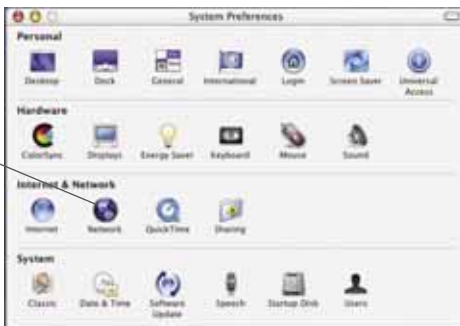 System Preferences
Personal
Desktop Dock General International Login Screen Saver Universal
Access
Hardware
ColorSync Displays Energy Saver Keyboard Mouse Sound
Internet & Network
Internet Network QuickTime Sharing
System
Classic Date & Time Software Speech Startup Disk Users
Update